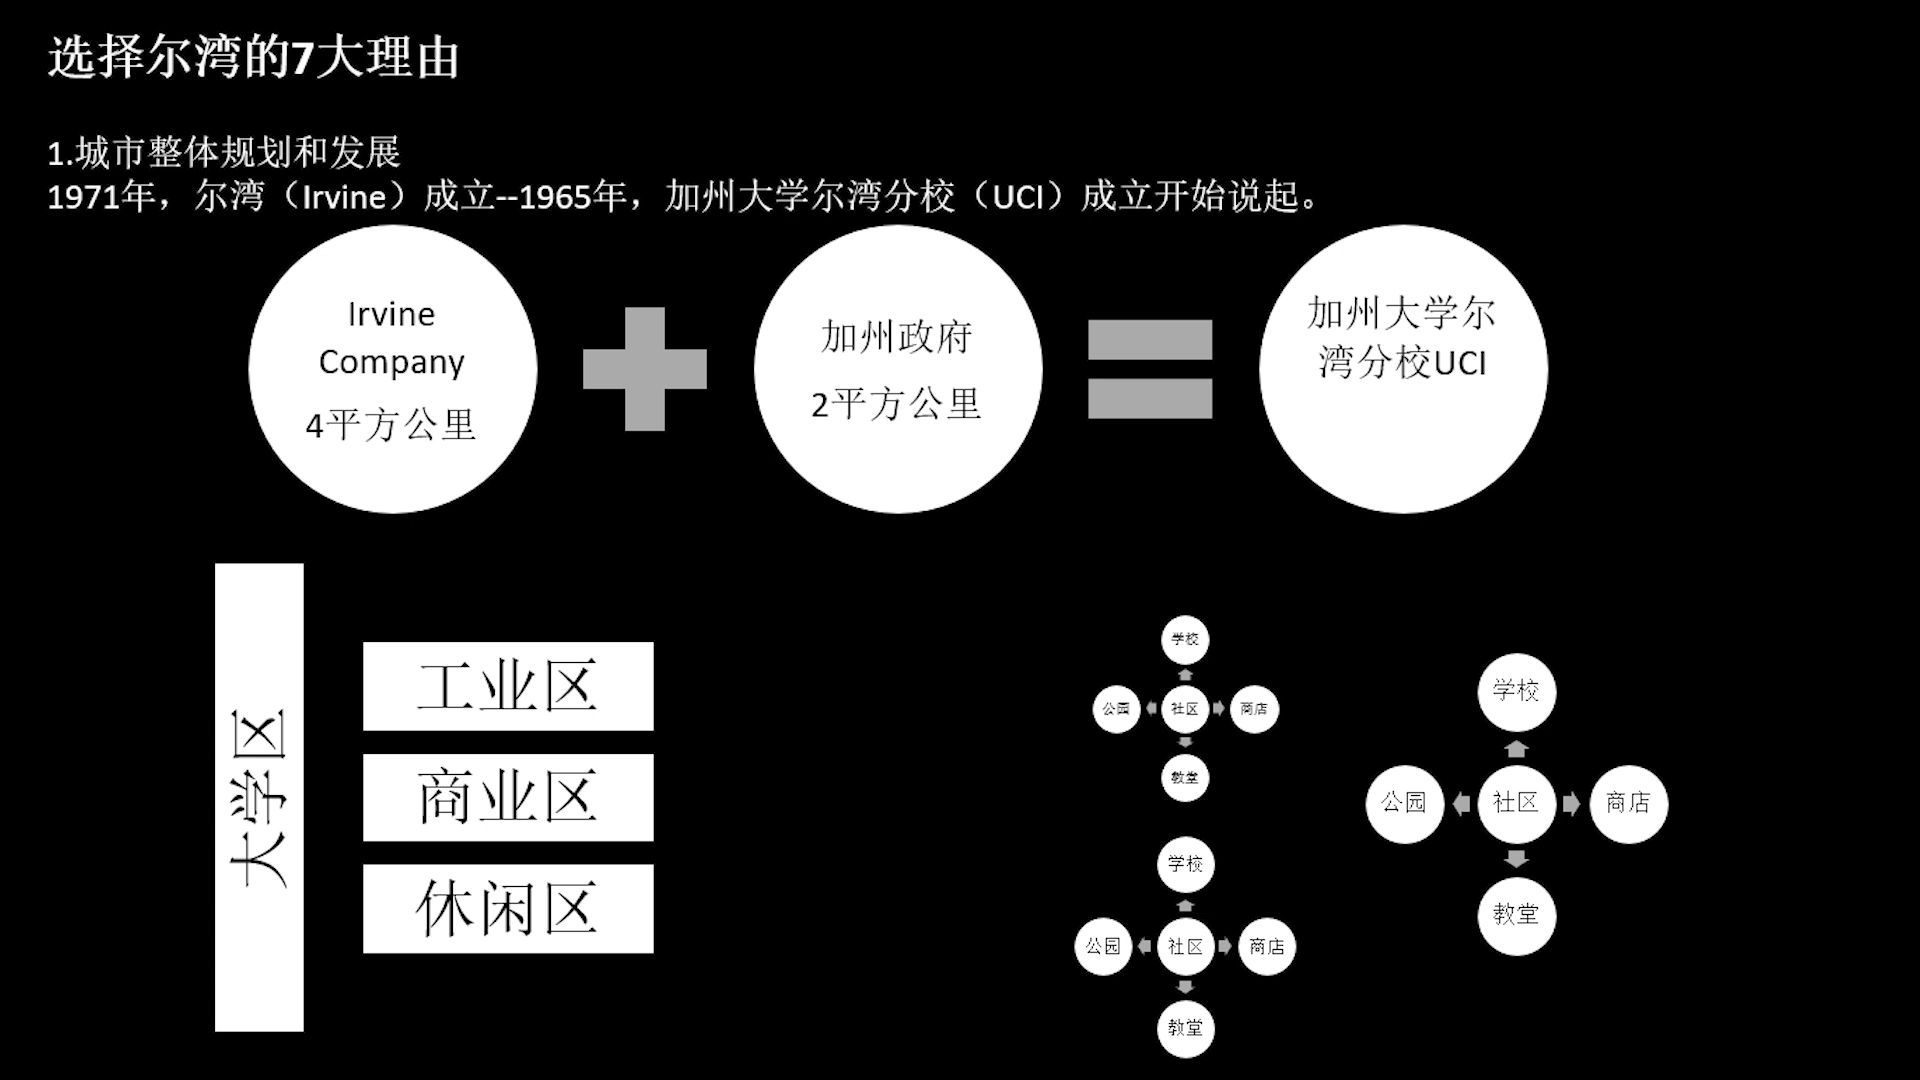 选择尔湾的7大理由
1.城市整体规划和发展
1971年，尔湾（Irvine）成立--1965年，加州大学尔湾分校（UCI）成立开始说起。
Irvine
Company
4平方公里
加州政府
2平方公里
加州大学尔
湾分校UCI
大学区
工业区
商业区
休闲区
学校
公园
社区
商店
教堂
学校
公园
社区
商店
教堂
学校
公园
社区
商店
教堂